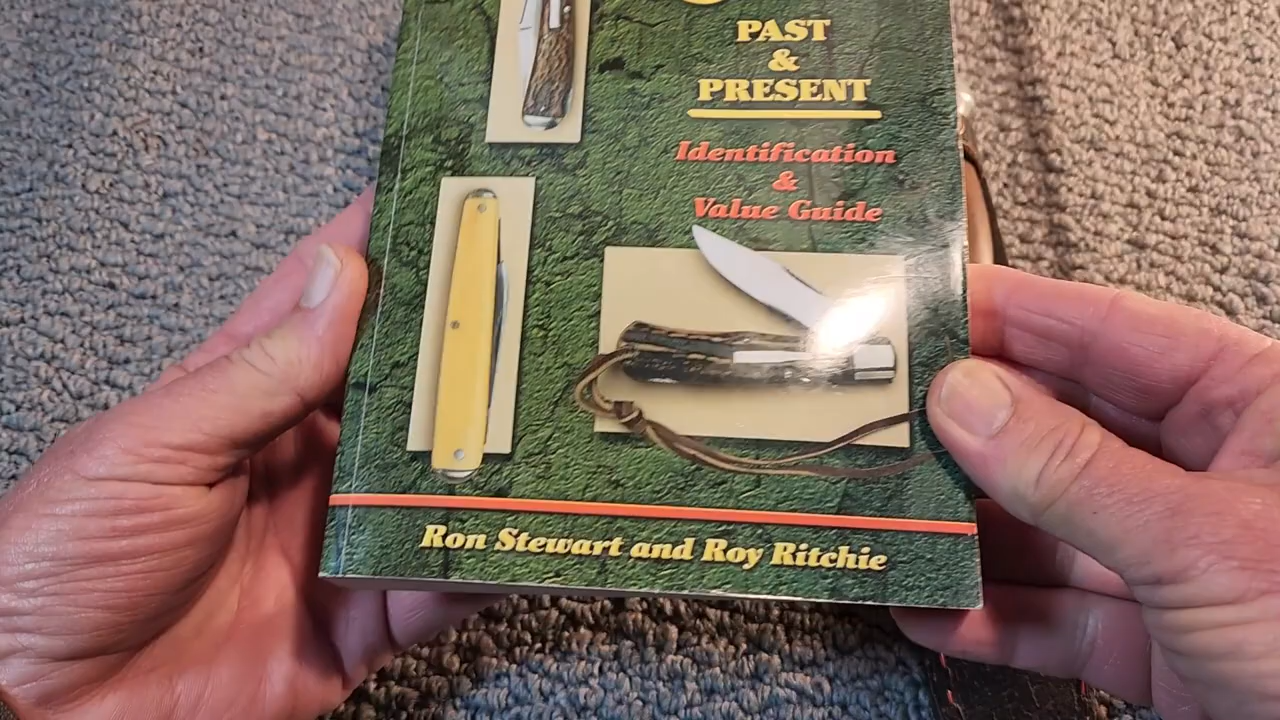 PAST
&
PRESENT
Identification
&
Value Guide
Ron Stewart and Roy Ritchie